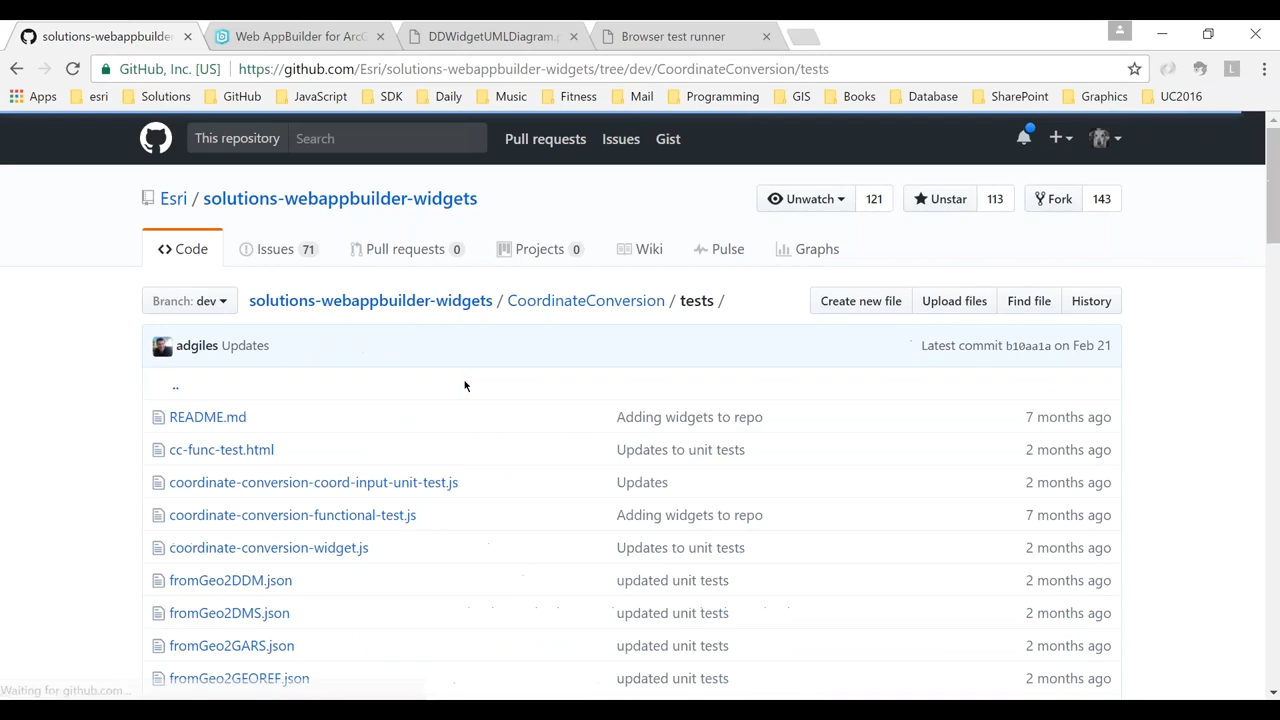 solutions-webappbuilder
Web AppBuilder for ArcG
DDWidgetUMLDiagram.p
Browser test runner
GitHub, Inc. [US] https://github.com/Esri/solutions-webappbuilder-widgets/tree/dev/CoordinateConversion/tests
Apps esri Solutions GitHub JavaScript SDK Daily Music Fitness Mail Programming GIS Books Database SharePoint Graphics UC2016
This repository Search Pull requests Issues Gist
Esri / solutions-webappbuilder-widgets Unwatch 121 Unstar 113 Fork 143
Code Issues 71 Pull requests 0 Projects 0 Wiki Pulse Graphs
Branch: dev solutions-webappbuilder-widgets / CoordinateConversion / tests / Create new file Upload files Find file History
adgiles Updates Latest commit b10aa1a on Feb 21
..
README.md Adding widgets to repo 7 months ago
cc-func-test.html Updates to unit tests 2 months ago
coordinate-conversion-coord-input-unit-test.js Updates 2 months ago
coordinate-conversion-functional-test.js Adding widgets to repo 7 months ago
coordinate-conversion-widget.js Updates to unit tests 2 months ago
fromGeo2DDM.json updated unit tests 2 months ago
fromGeo2DMS.json updated unit tests 2 months ago
fromGeo2GARS.json updated unit tests 2 months ago
fromGeo2GEOREF.json updated unit tests 2 months ago
Waiting for github.com...